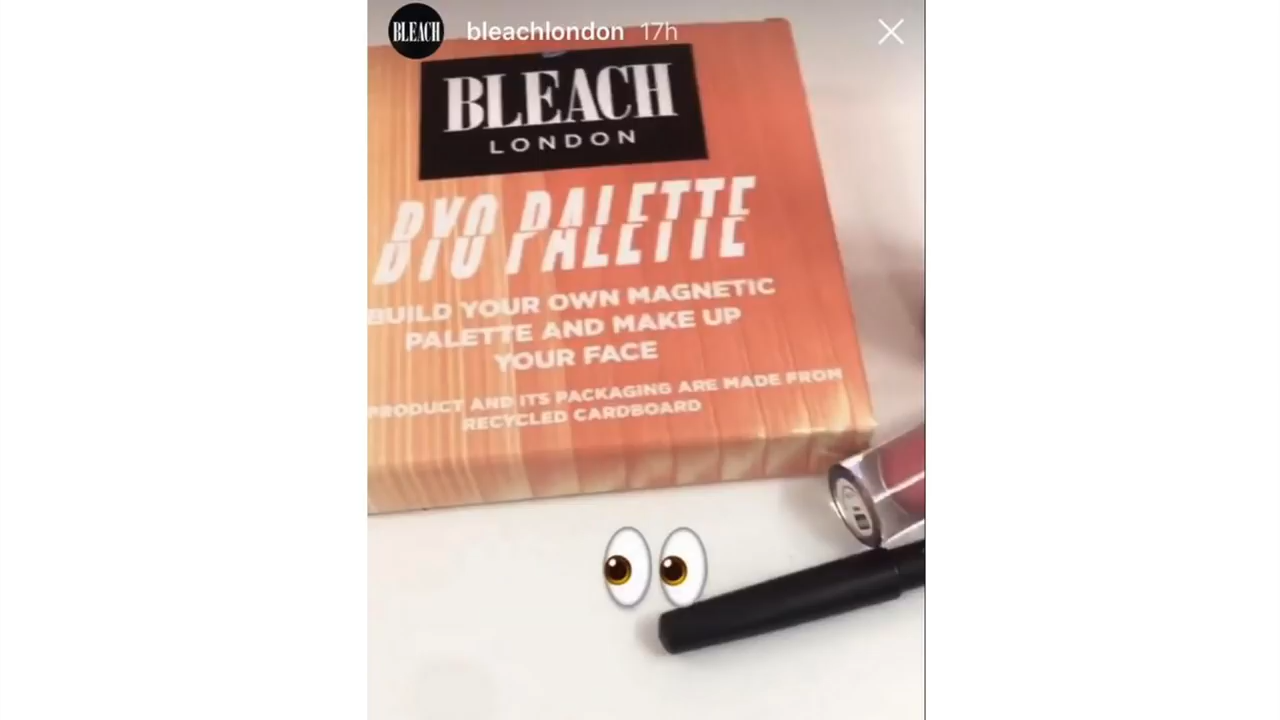 BLEACH bleachlondon 17h
BLEACH
LONDON
BYO PALETTE
BUILD YOUR OWN MAGNETIC
PALETTE AND MAKE UP
YOUR FACE
PRODUCT AND ITS PACKAGING ARE MADE FROM
RECYCLED CARDBOARD